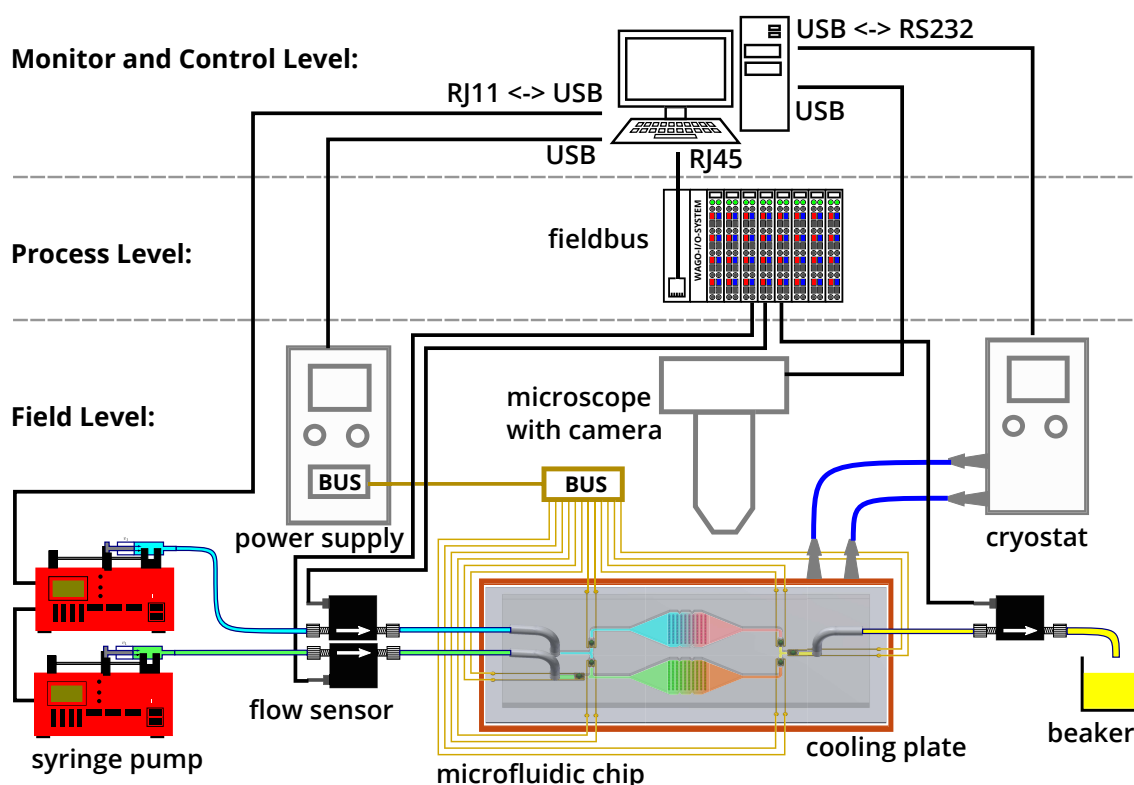 Monitor and Control Level:
USB <-> RS232
RJ11 <-> USB
USB
USB
RJ45
Process Level:
fieldbus
WAGO-I/O-SYSTEM
Field Level:
microscope
with camera
BUS
BUS
power supply
cryostat
flow sensor
syringe pump
microfluidic chip
cooling plate
beaker